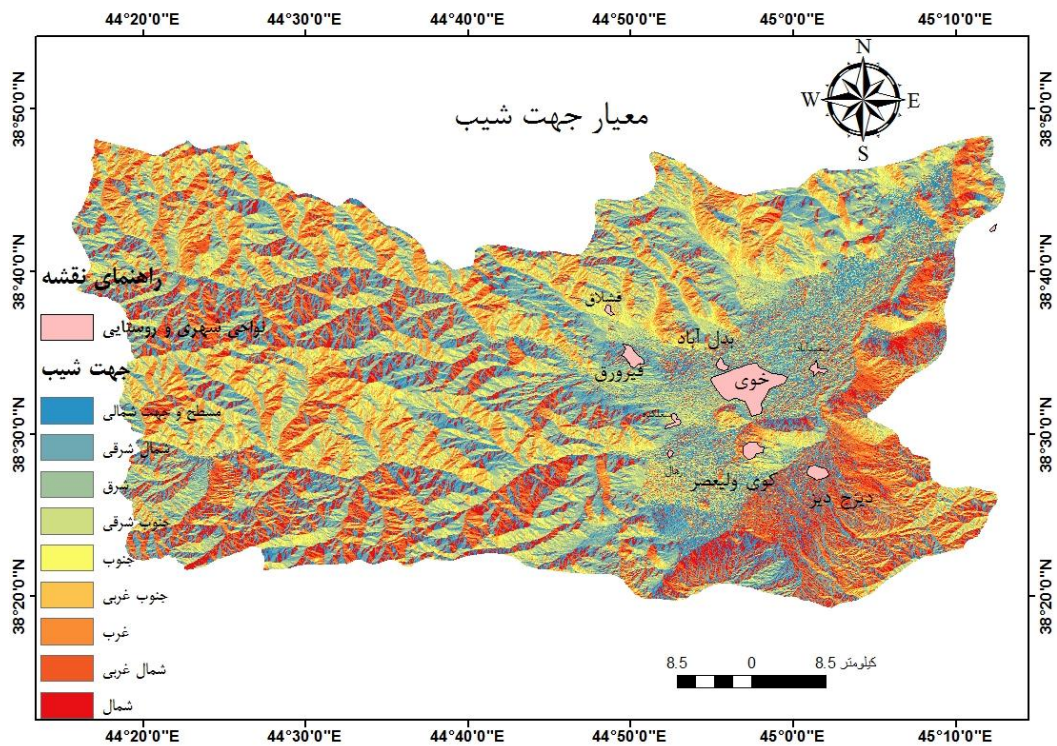 44°20'0"E 44°30'0"E 44°40'0"E 44°50'0"E 45°0'0"E 45°10'0"E
38°50'0"N 38°50'0"N
N
W E
S
معیار جهت شیب
38°40'0"N 38°40'0"N
راهنمای نقشه
قشلاق
نواحی شهری و روستایی
بدل آباد
فیرورق
خوی
جهت شیب
مسطح و جهت شمالی
38°30'0"N 38°30'0"N
شمال شرقی
شرق
کوی ولیعصر
دیزج دیز
جنوب شرقی
جنوب
جنوب غربی
38°20'0"N 38°20'0"N
غرب
شمال غربی
شمال
8.5 0 8.5 کیلومتر
44°20'0"E 44°30'0"E 44°40'0"E 44°50'0"E 45°0'0"E 45°10'0"E